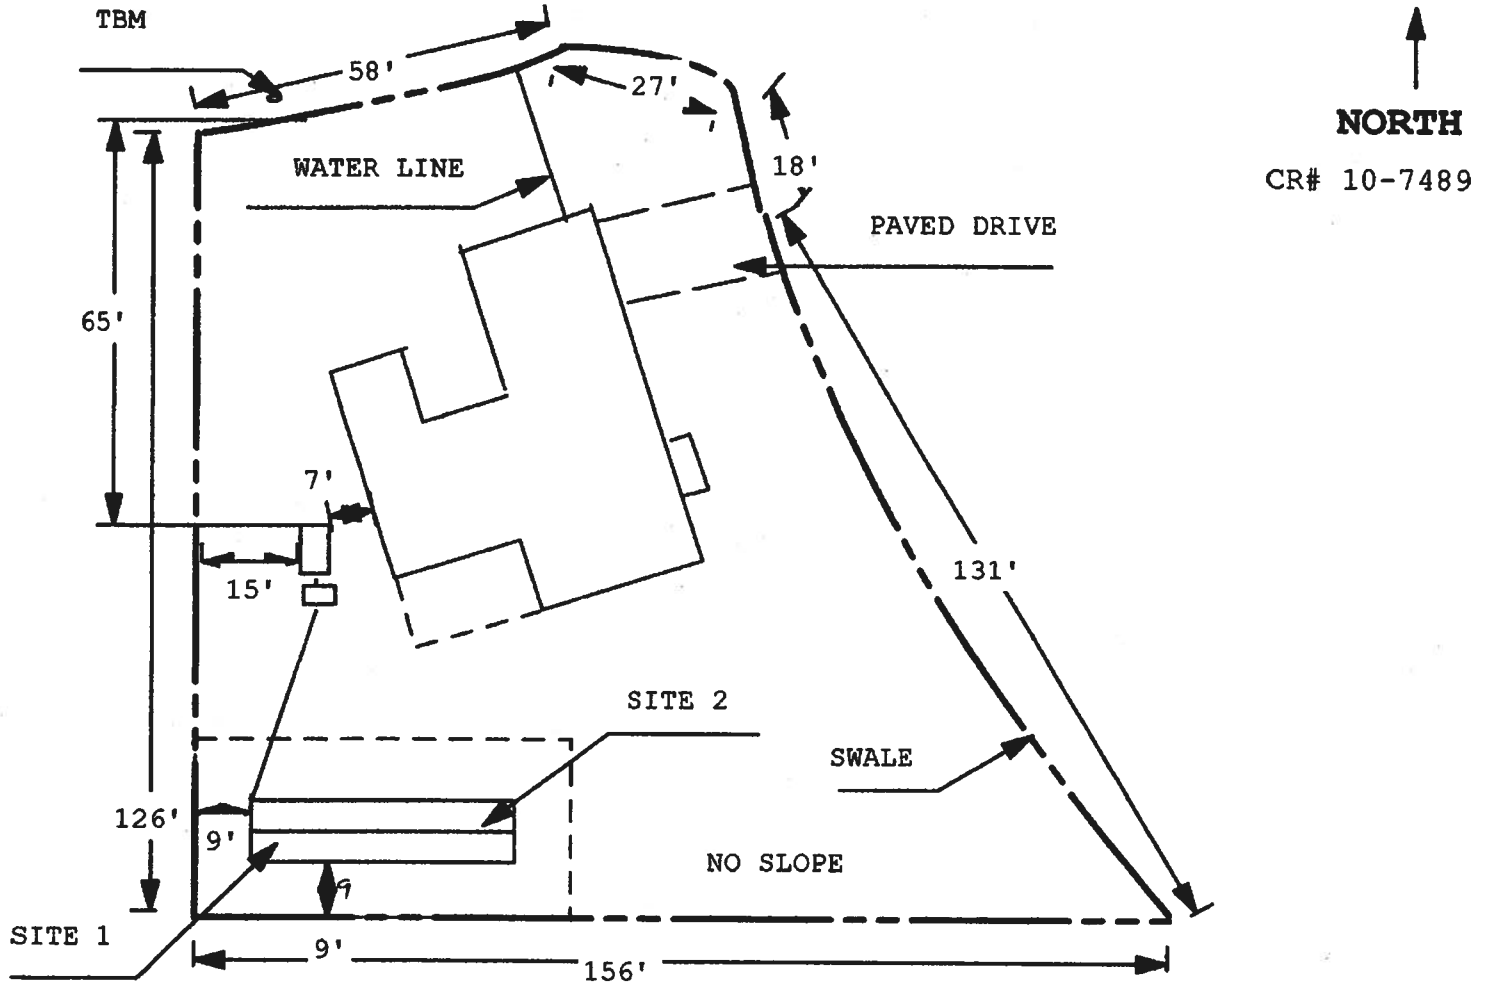 TBM
58'
27'
NORTH
WATER LINE
18'
CR# 10-7489
PAVED DRIVE
65'
7'
131'
15'
SITE 2
SWALE
126'
9'
NO SLOPE
9
SITE 1
9'
156'